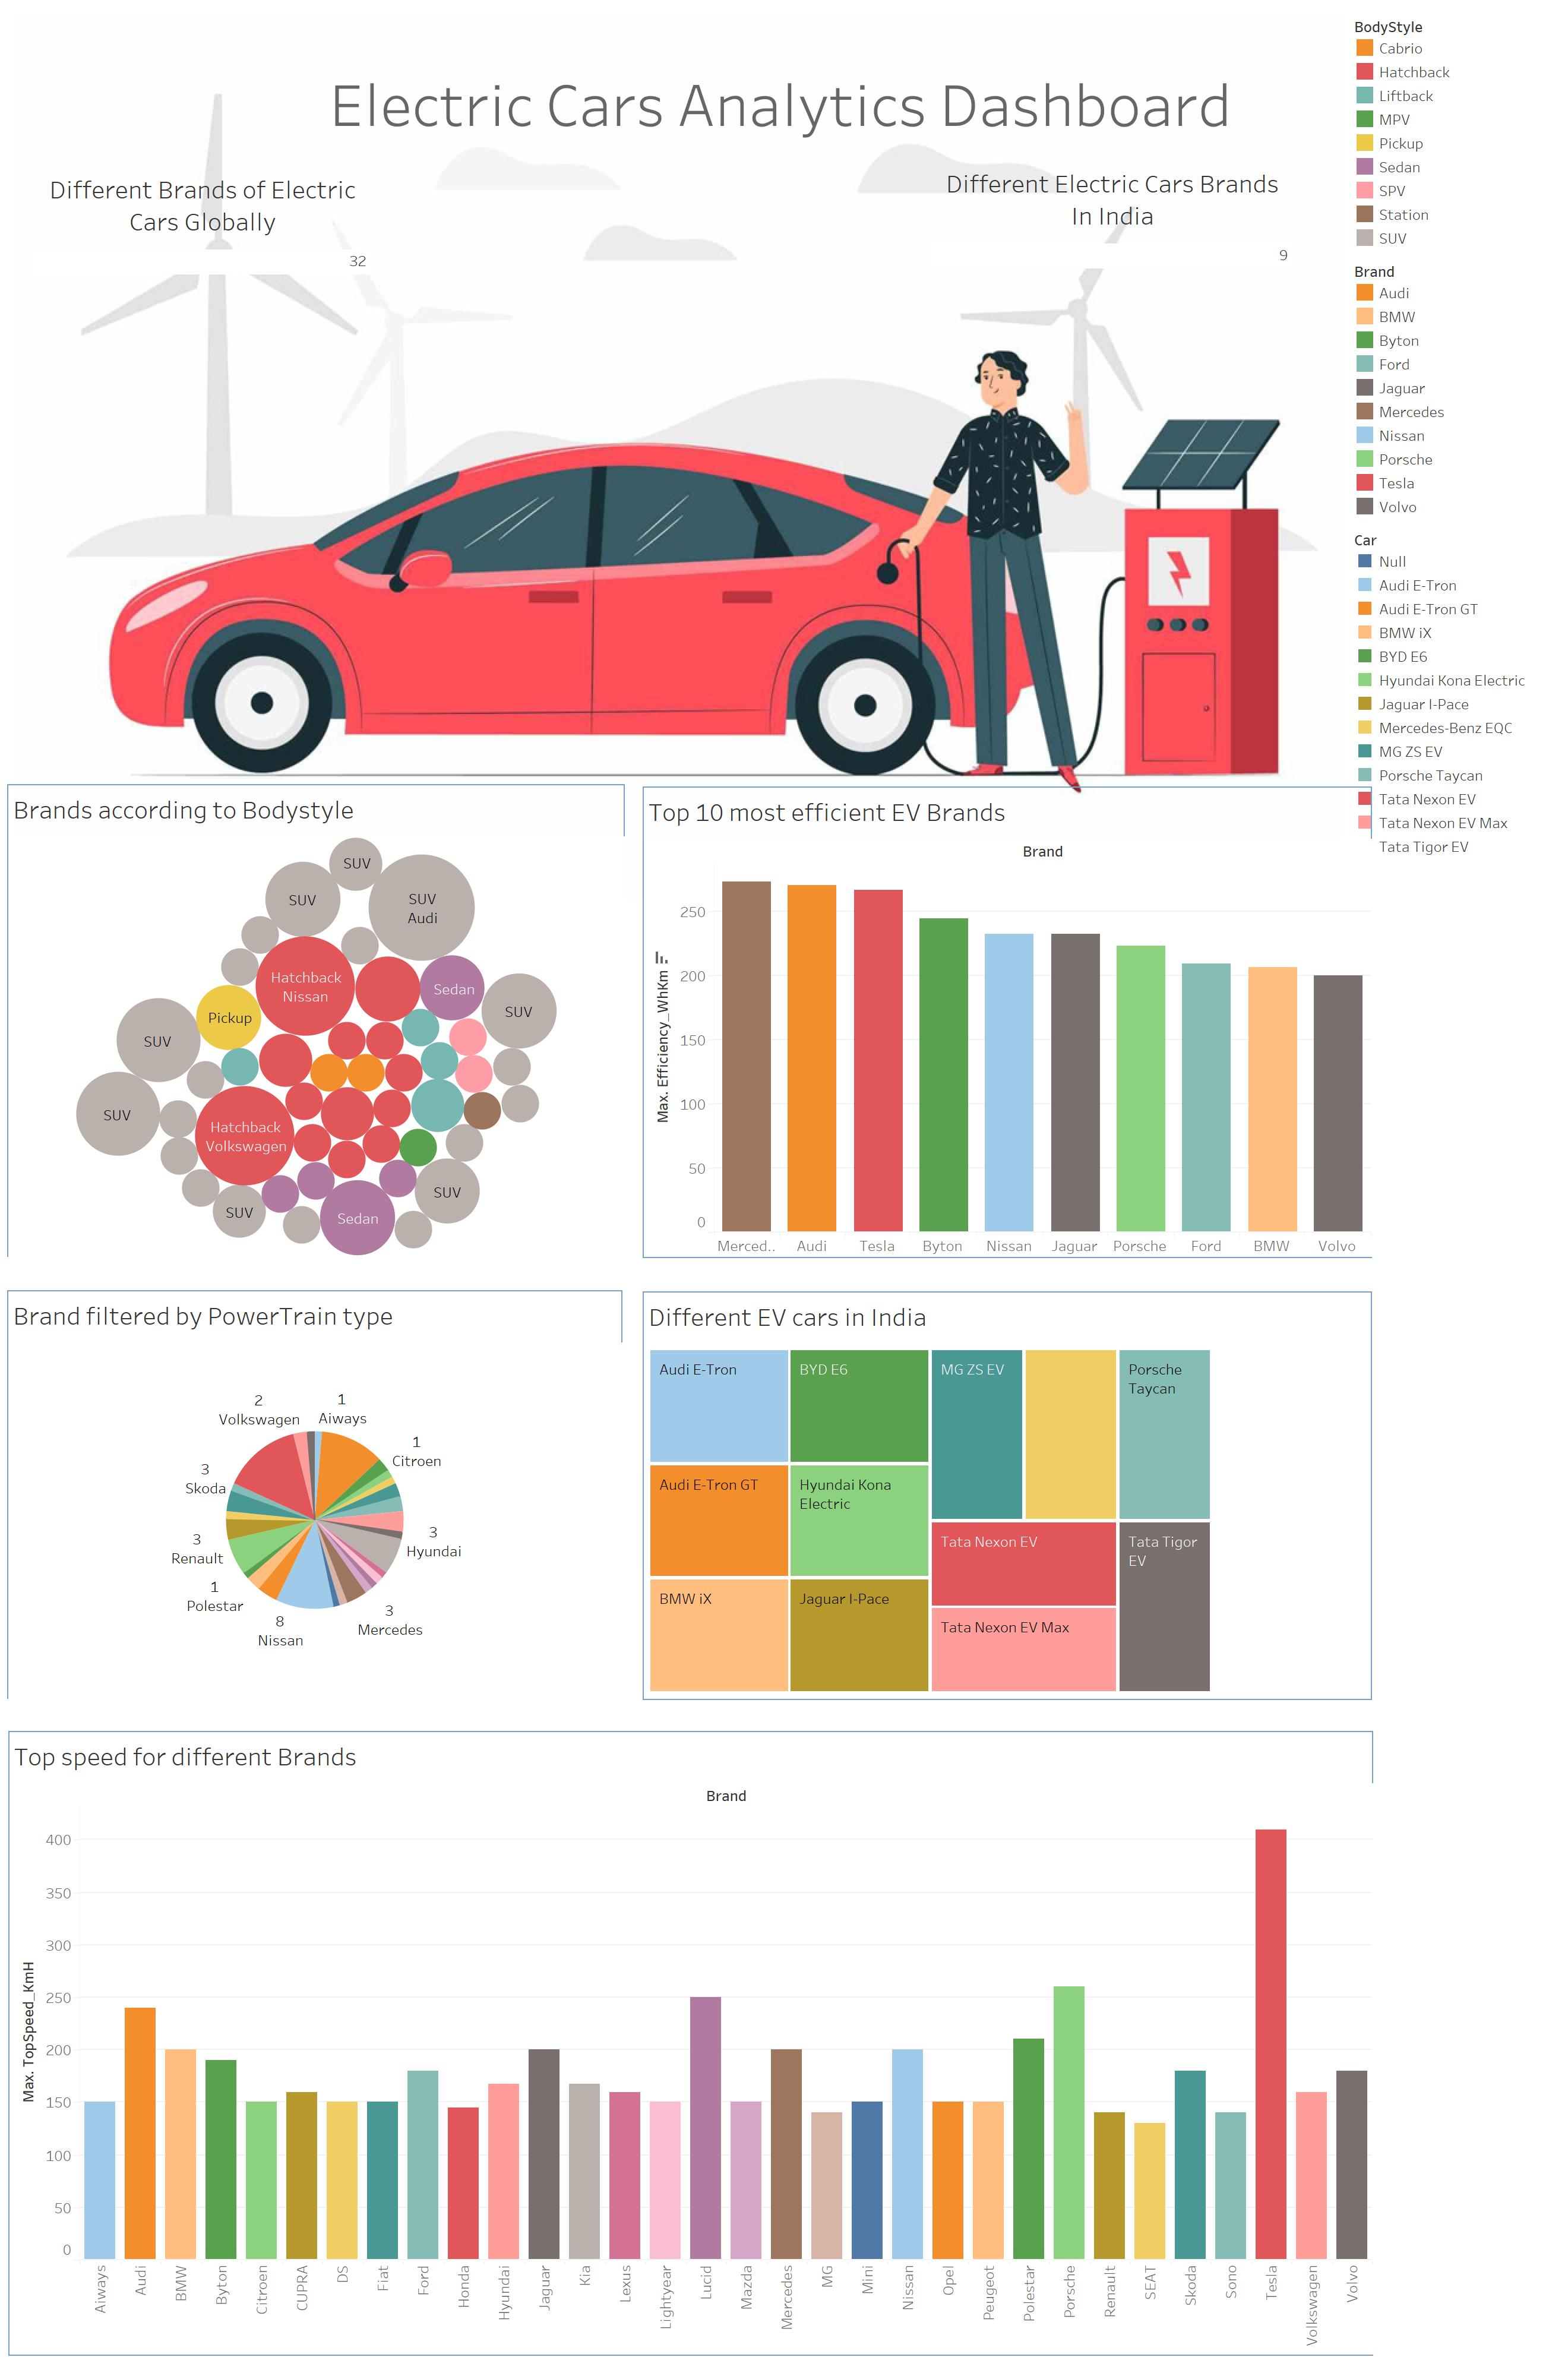 Electric Cars Analytics Dashboard
Different Brands of Electric
Cars Globally
32
Different Electric Cars Brands
In India
9
BodyStyle
Cabrio
Hatchback
Liftback
MPV
Pickup
Sedan
SPV
Station
SUV
Brand
Audi
BMW
Byton
Ford
Jaguar
Mercedes
Nissan
Porsche
Tesla
Volvo
Car
Null
Audi E-Tron
Audi E-Tron GT
BMW iX
BYD E6
Hyundai Kona Electric
Jaguar I-Pace
Mercedes-Benz EQC
MG ZS EV
Porsche Taycan
Tata Nexon EV
Tata Nexon EV Max
Tata Tigor EV
Brands according to Bodystyle
SUV
SUV
SUV
Audi
Hatchback
Nissan
Sedan
SUV
Pickup
SUV
SUV
Hatchback
Volkswagen
SUV
SUV
Sedan
Top 10 most efficient EV Brands
Brand
Max. Efficiency_WhKm
250
200
150
100
50
0
Merced..
Audi
Tesla
Byton
Nissan
Jaguar
Porsche
Ford
BMW
Volvo
Brand filtered by PowerTrain type
2
Volkswagen
1
Aiways
1
Citroen
3
Skoda
3
Hyundai
3
Renault
1
Polestar
3
Mercedes
8
Nissan
Different EV cars in India
Audi E-Tron
BYD E6
MG ZS EV
Porsche
Taycan
Audi E-Tron GT
Hyundai Kona
Electric
Tata Nexon EV
Tata Tigor
EV
BMW iX
Jaguar I-Pace
Tata Nexon EV Max
Top speed for different Brands
Brand
Max. TopSpeed_KmH
400
350
300
250
200
150
100
50
0
Aiways
Audi
BMW
Byton
Citroen
CUPRA
DS
Fiat
Ford
Honda
Hyundai
Jaguar
Kia
Lexus
Lightyear
Lucid
Mazda
Mercedes
MG
Mini
Nissan
Opel
Peugeot
Polestar
Porsche
Renault
SEAT
Skoda
Sono
Tesla
Volkswagen
Volvo